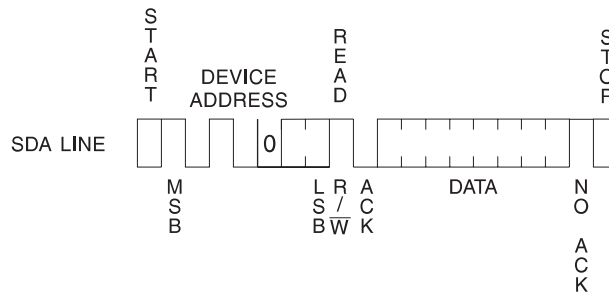 START
DEVICE
ADDRESS
READ
STOP
SDA LINE
0
MSB
LSB
R/W
ACK
DATA
NO ACK